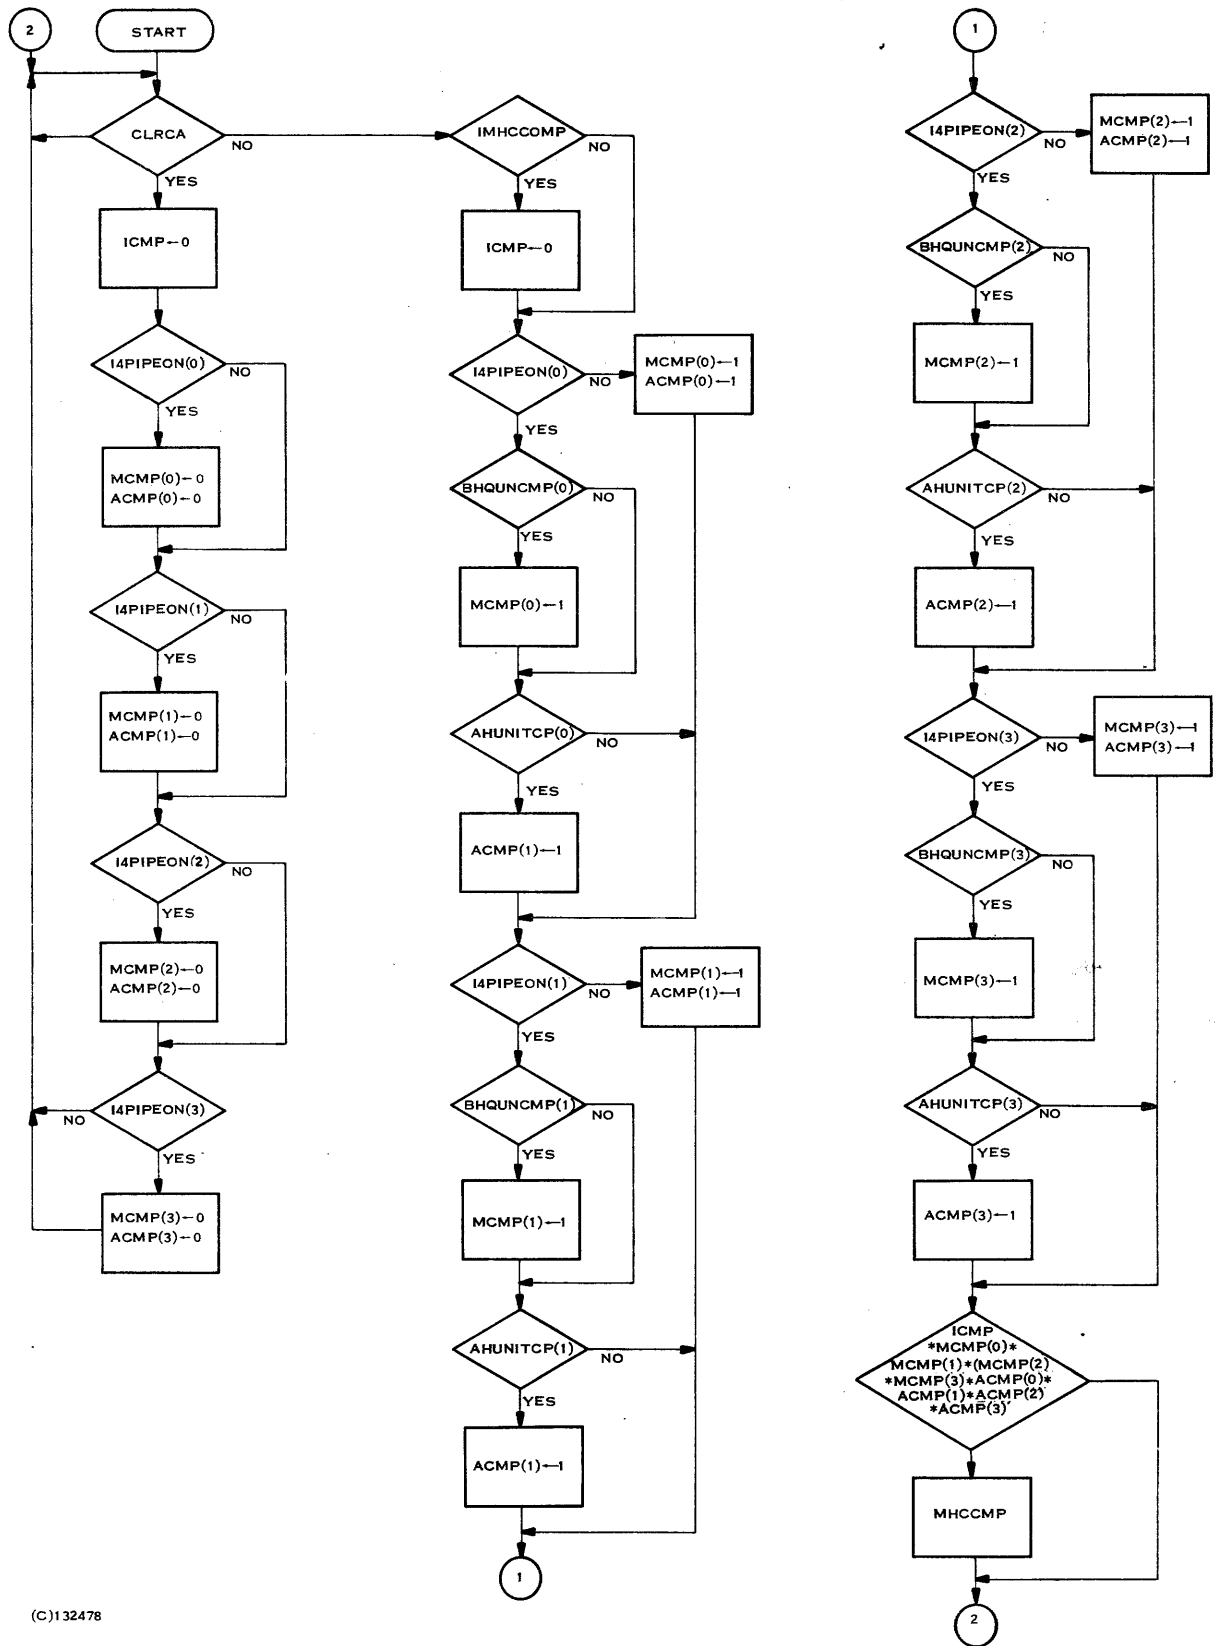 2
START
CLRCA
NO
YES
ICMP←0
I4PIPEON(0)
NO
YES
MCMP(0)←0
ACMP(0)←0
I4PIPEON(1)
NO
YES
MCMP(1)←0
ACMP(1)←0
I4PIPEON(2)
NO
YES
MCMP(2)←0
ACMP(2)←0
I4PIPEON(3)
NO
YES
MCMP(3)←0
ACMP(3)←0
IMHCCOMP
NO
YES
ICMP←0
I4PIPEON(0)
NO
MCMP(0)←1
ACMP(0)←1
YES
BHQUNCMP(0)
NO
YES
MCMP(0)←1
AHUNITCP(0)
NO
YES
ACMP(1)←1
I4PIPEON(1)
NO
MCMP(1)←1
ACMP(1)←1
YES
BHQUNCMP(1)
NO
YES
MCMP(1)←1
AHUNITCP(1)
NO
YES
ACMP(1)←1
1
1
I4PIPEON(2)
NO
MCMP(2)←1
ACMP(2)←1
YES
BHQUNCMP(2)
NO
YES
MCMP(2)←1
AHUNITCP(2)
NO
YES
ACMP(2)←1
I4PIPEON(3)
NO
MCMP(3)←1
ACMP(3)←1
YES
BHQUNCMP(3)
NO
YES
MCMP(3)←1
AHUNITCP(3)
NO
YES
ACMP(3)←1
ICMP
*MCMP(0)*
MCMP(1)*(MCMP(2)
*MCMP(3)*ACMP(0)*
ACMP(1)*ACMP(2)
*ACMP(3)
MHCCMP
2
(C)132478